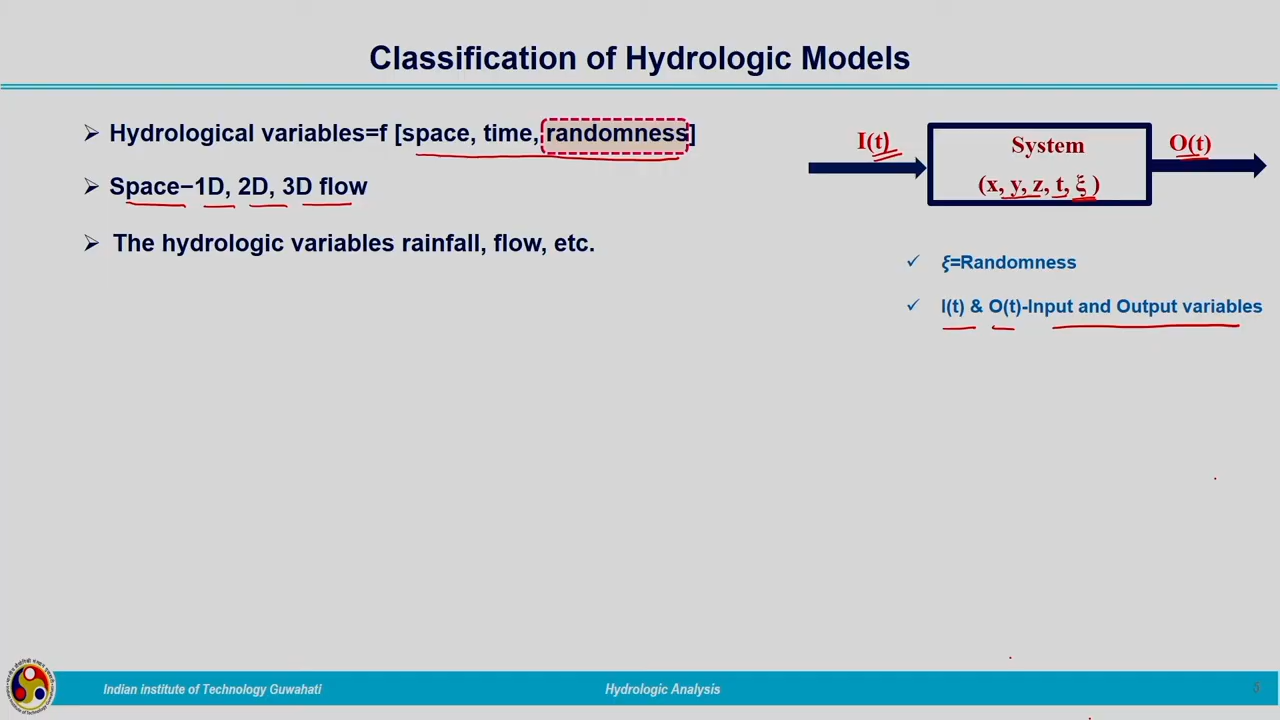 Classification of Hydrologic Models
➢ Hydrological variables=f [space, time, randomness]
➢ Space–1D, 2D, 3D flow
➢ The hydrologic variables rainfall, flow, etc.
I(t)
System
(x, y, z, t, ξ )
O(t)
✓ ξ=Randomness
✓ I(t) & O(t)-Input and Output variables
Indian institute of Technology Guwahati
Hydrologic Analysis
5